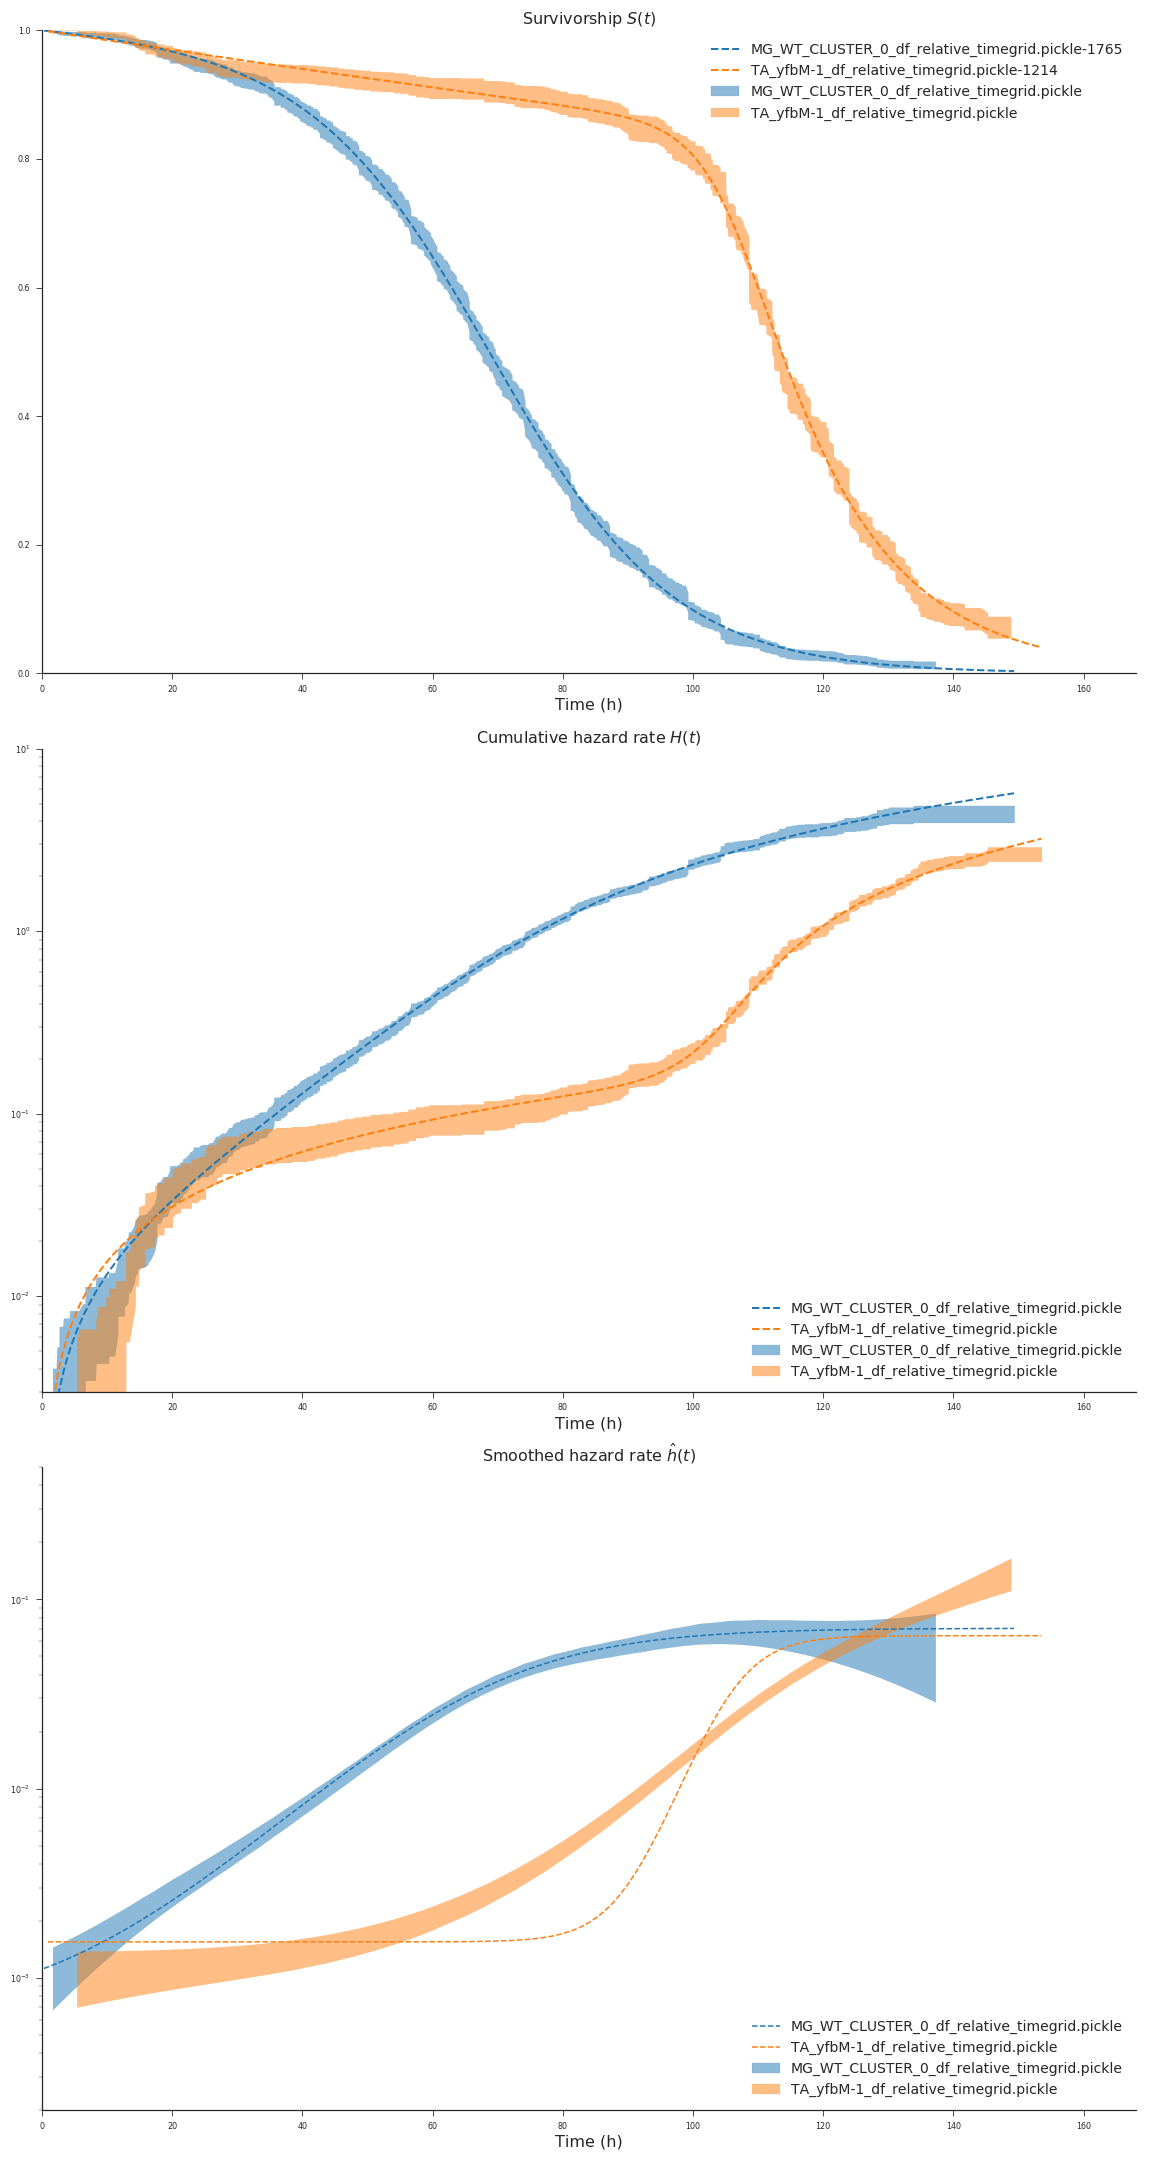 Survivorship S(t)
1.0
0.8
0.6
0.4
0.2
0.0
MG_WT_CLUSTER_0_df_relative_timegrid.pickle-1765
TA_yfbM-1_df_relative_timegrid.pickle-1214
MG_WT_CLUSTER_0_df_relative_timegrid.pickle
TA_yfbM-1_df_relative_timegrid.pickle
0 20 40 60 80 100 120 140 160
Time (h)
Cumulative hazard rate H(t)
10¹
10⁰
10⁻¹
10⁻²
MG_WT_CLUSTER_0_df_relative_timegrid.pickle
TA_yfbM-1_df_relative_timegrid.pickle
MG_WT_CLUSTER_0_df_relative_timegrid.pickle
TA_yfbM-1_df_relative_timegrid.pickle
0 20 40 60 80 100 120 140 160
Time (h)
Smoothed hazard rate ĥ(t)
10⁻¹
10⁻²
10⁻³
MG_WT_CLUSTER_0_df_relative_timegrid.pickle
TA_yfbM-1_df_relative_timegrid.pickle
MG_WT_CLUSTER_0_df_relative_timegrid.pickle
TA_yfbM-1_df_relative_timegrid.pickle
0 20 40 60 80 100 120 140 160
Time (h)